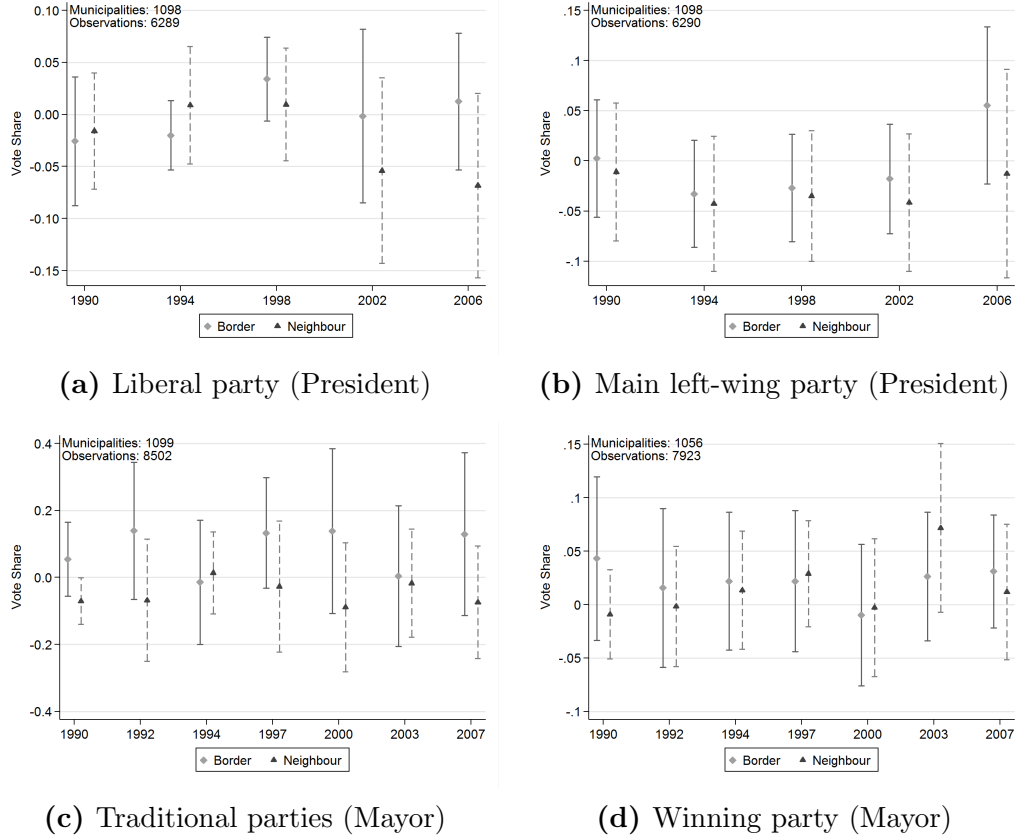 Municipalities: 1098
Observations: 6289
0.10
0.05
0.00
-0.05
-0.10
-0.15
Vote Share
1990 1994 1998 2002 2006
Border Neighbour
(a) Liberal party (President)
Municipalities: 1098
Observations: 6290
.15
.1
.05
0
-.05
-.1
Vote Share
1990 1994 1998 2002 2006
Border Neighbour
(b) Main left-wing party (President)
Municipalities: 1099
Observations: 8502
0.4
0.2
0.0
-0.2
-0.4
Vote Share
1990 1992 1994 1997 2000 2003 2007
Border Neighbour
(c) Traditional parties (Mayor)
Municipalities: 1056
Observations: 7923
.15
.1
.05
0
-.05
-.1
Vote Share
1990 1992 1994 1997 2000 2003 2007
Border Neighbour
(d) Winning party (Mayor)